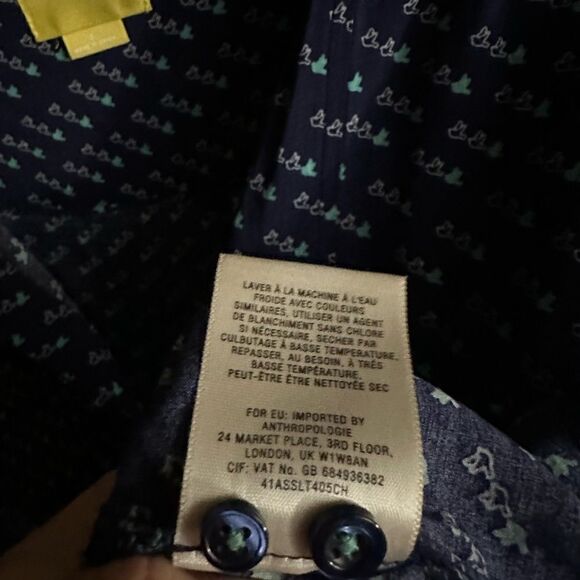 LAVER À LA MACHINE À L'EAU
FROIDE AVEC COULEURS
SIMILAIRES, UTILISER UN AGENT
DE BLANCHIMENT SANS CHLORE
SI NÉCESSAIRE, SÉCHER PAR
CULBUTAGE À BASSE TEMPERATURE,
REPASSER, AU BESOIN, À TRÈS
BASSE TEMPÉRATURE.
PEUT-ÊTRE ÊTRE NETTOYÉE SEC
FOR EU: IMPORTED BY
ANTHROPOLOGIE
24 MARKET PLACE, 3RD FLOOR,
LONDON, UK W1W8AN
CIF: VAT No. GB 684936382
41ASSLT405CH